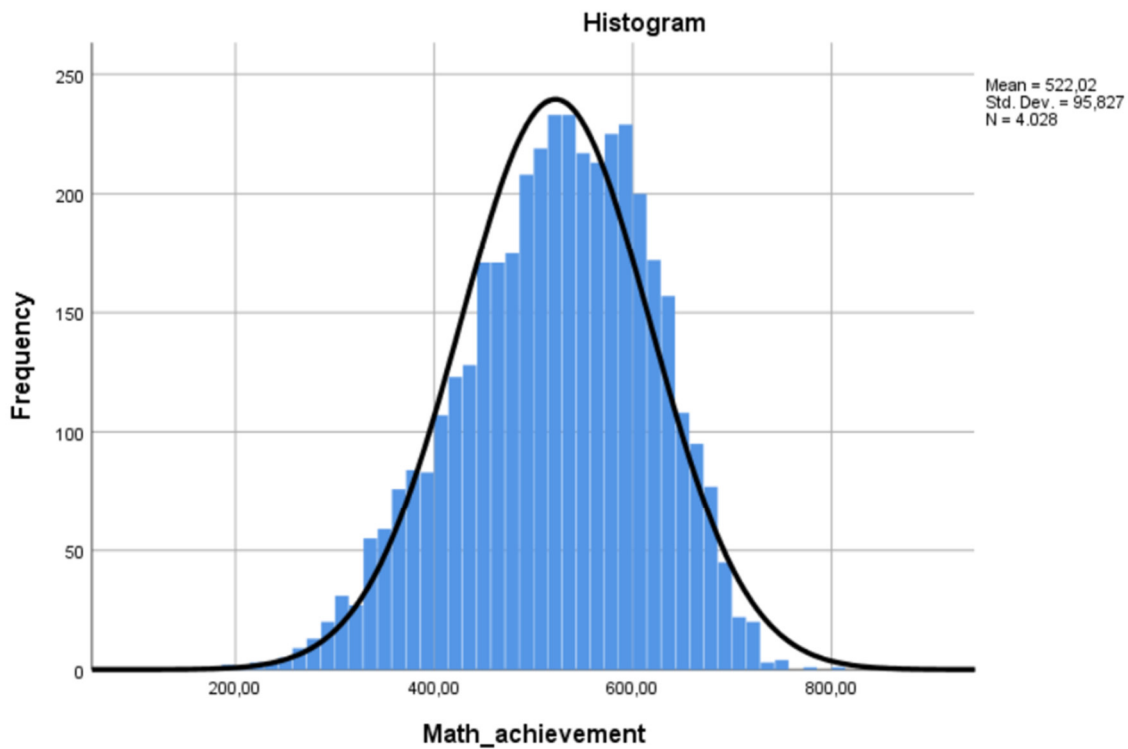 Histogram
Mean = 522,02
Std. Dev. = 95,827
N = 4.028
250
200
150
100
50
0
Frequency
200,00 400,00 600,00 800,00
Math_achievement